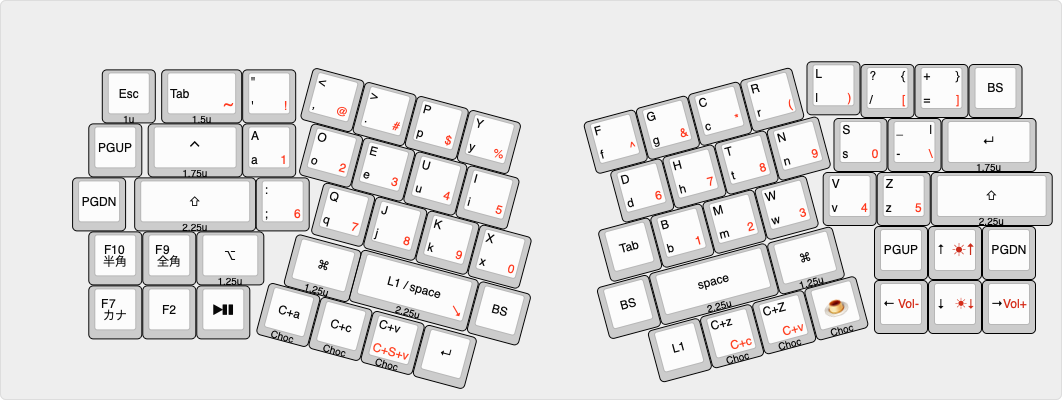 Esc
1u
Tab
~
1.5u
"
' !
<
, @
>
. #
P
p $
Y
y %
PGUP
^
1.75u
A
a 1
O
o 2
E
e 3
U
u 4
I
i 5
PGDN
⇧
2.25u
:
; 6
Q
q 7
J
j 8
K
k 9
X
x 0
F10
半角
F9
全角
⌥
1.25u
⌘
1.25u
L1 / space
↘
2.25u
BS
F7
カナ
F2
⏯
C+a
Choc
C+c
Choc
C+v
C+S+v
Choc
↵
F
f ^
G
g &
C
c *
R
r (
L
l )
? {
/ [
+ }
= ]
BS
D
d 6
H
h 7
T
t 8
N
n 9
S
s 0
_ |
- \
↵
1.75u
Tab
B
b 1
M
m 2
W
w 3
V
v 4
Z
z 5
⇧
2.25u
BS
space
2.25u
⌘
1.25u
PGUP
↑ ☀↑
PGDN
L1
C+z
C+c
Choc
C+Z
C+v
Choc
🍮
Choc
← Vol-
↓ ☀↓
→Vol+